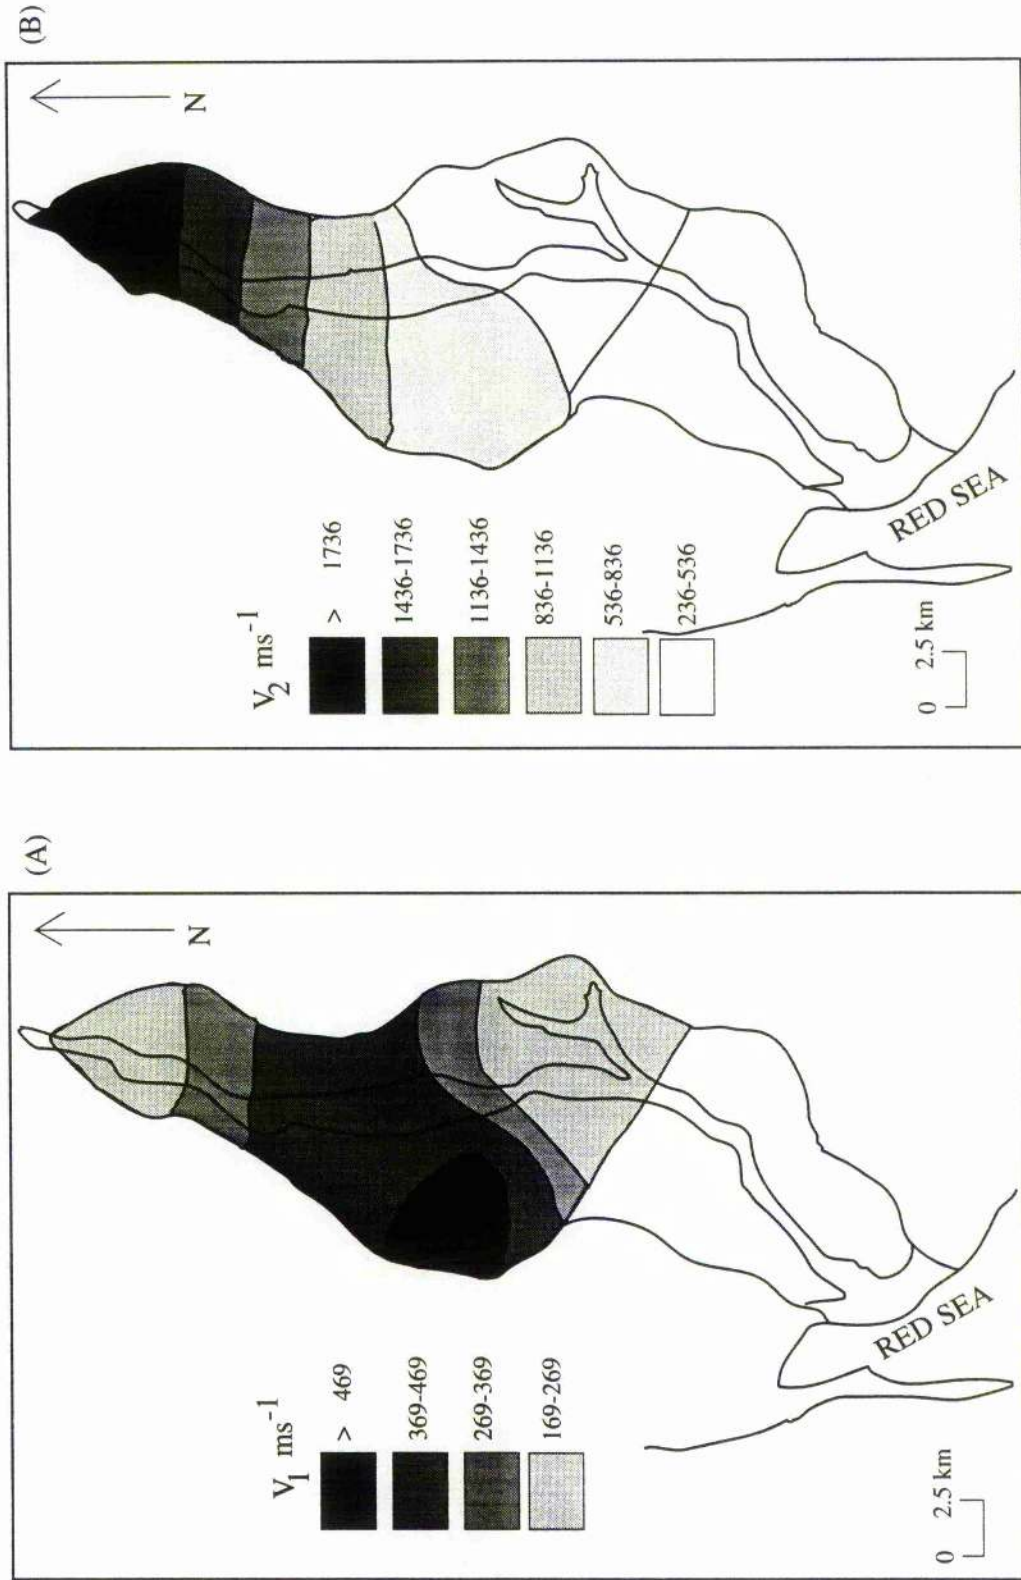 (A)
N
V1 ms-1
> 469
369-469
269-369
169-269
RED SEA
0 2.5 km
(B)
N
V2 ms-1
> 1736
1436-1736
1136-1436
836-1136
536-836
236-536
RED SEA
0 2.5 km